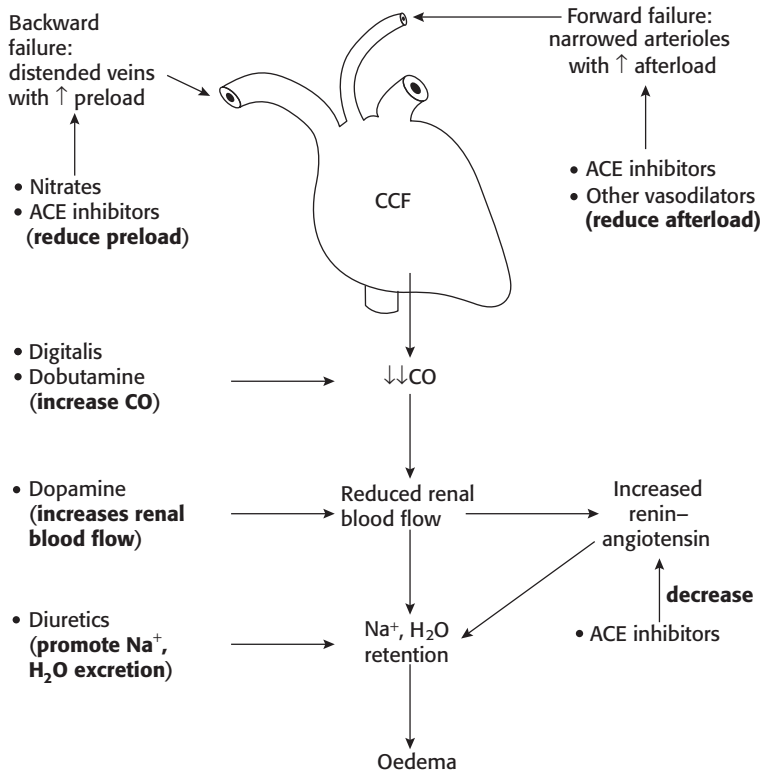 Backward
failure:
distended veins
with ↑ preload
Forward failure:
narrowed arterioles
with ↑ afterload
• Nitrates
• ACE inhibitors
(reduce preload)
• ACE inhibitors
• Other vasodilators
(reduce afterload)
CCF
• Digitalis
• Dobutamine
(increase CO)
↓↓CO
• Dopamine
(increases renal
blood flow)
Reduced renal
blood flow
Increased
renin–
angiotensin
decrease
• ACE inhibitors
• Diuretics
(promote Na⁺,
H₂O excretion)
Na⁺, H₂O
retention
Oedema